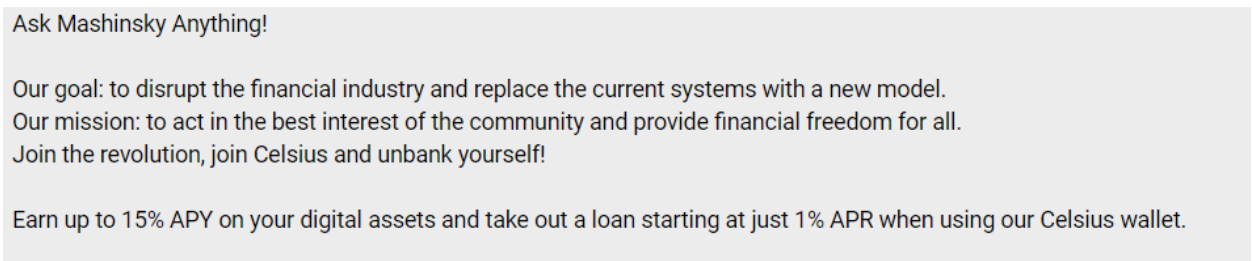 Ask Mashinsky Anything!
Our goal: to disrupt the financial industry and replace the current systems with a new model.
Our mission: to act in the best interest of the community and provide financial freedom for all.
Join the revolution, join Celsius and unbank yourself!
Earn up to 15% APY on your digital assets and take out a loan starting at just 1% APR when using our Celsius wallet.